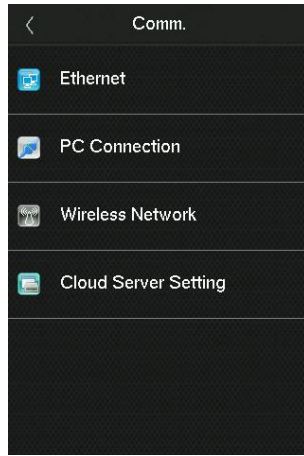 Comm.
Ethernet
PC Connection
Wireless Network
Cloud Server Setting